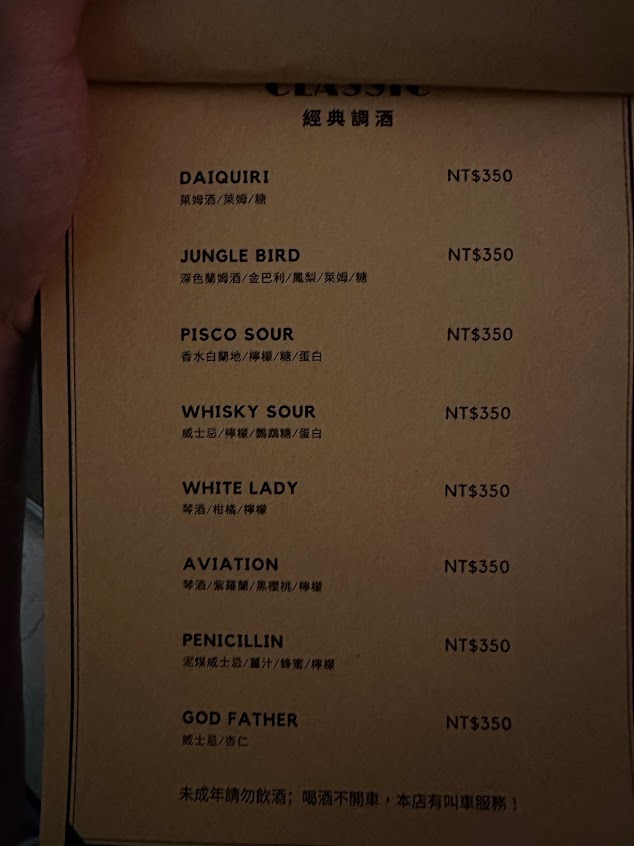 CLASSIC
經典調酒
DAIQUIRI NT$350
萊姆酒/萊姆/糖
JUNGLE BIRD NT$350
深色蘭姆酒/金巴利/鳳梨/萊姆/糖
PISCO SOUR NT$350
香水白蘭地/檸檬/糖/蛋白
WHISKY SOUR NT$350
威士忌/檸檬/鸚鵡糖/蛋白
WHITE LADY NT$350
琴酒/柑橘/檸檬
AVIATION NT$350
琴酒/紫羅蘭/黑櫻桃/檸檬
PENICILLIN NT$350
泥煤威士忌/薑汁/蜂蜜/檸檬
GOD FATHER NT$350
威士忌/杏仁
未成年請勿飲酒；喝酒不開車，本店有叫車服務！